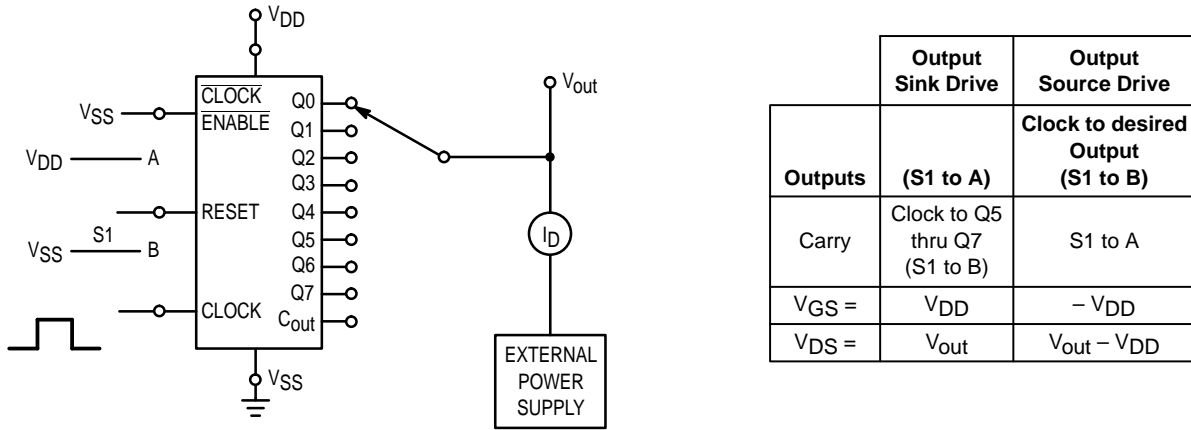 VDD
VSS
CLOCK
ENABLE
Q0
Vout
Q1
VDD
A
Q2
Q3
RESET
Q4
S1
VSS
B
Q5
ID
Q6
Q7
CLOCK
Cout
VSS
EXTERNAL
POWER
SUPPLY
Output
Sink Drive
Output
Source Drive
Outputs
(S1 to A)
Clock to desired
Output
(S1 to B)
Carry
Clock to Q5
thru Q7
(S1 to B)
S1 to A
VGS =
VDD
– VDD
VDS =
Vout
Vout – VDD